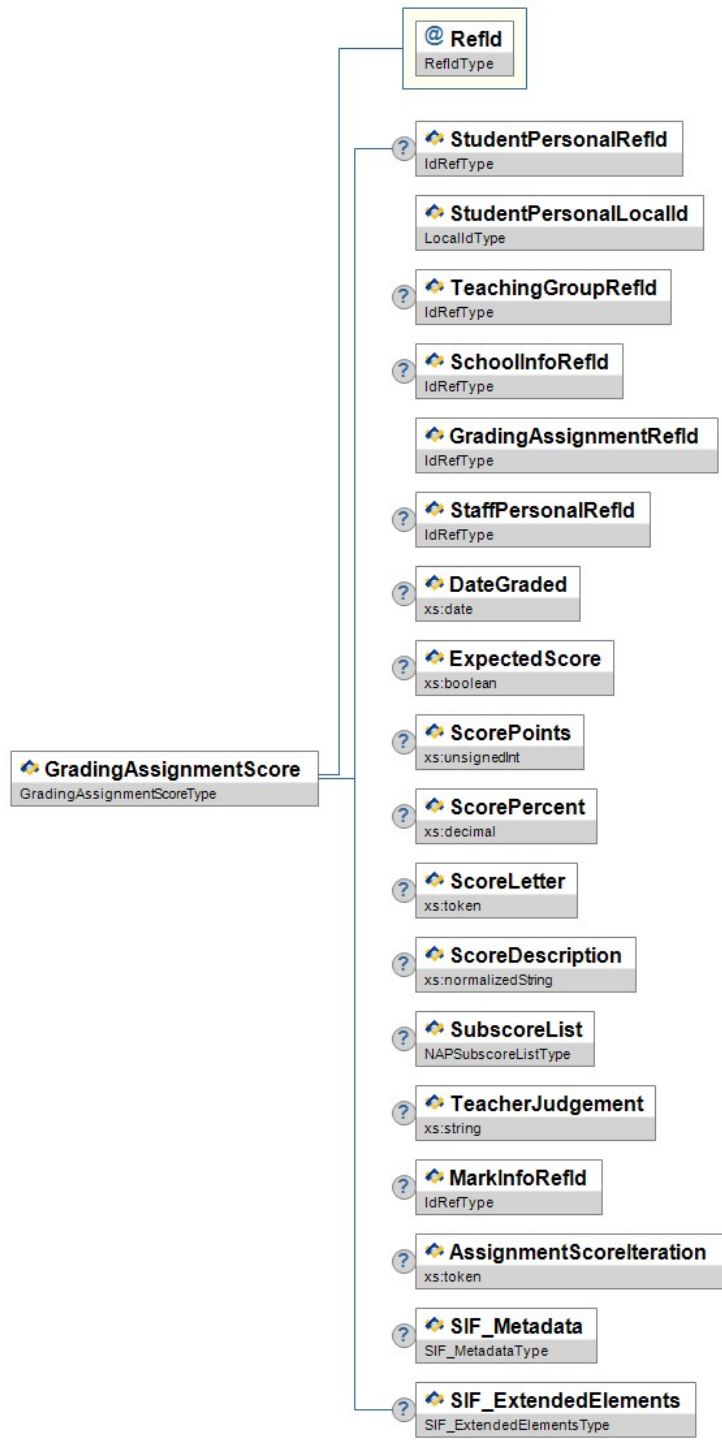 @ RefId
RefIdType
? StudentPersonalRefId
IdRefType
StudentPersonalLocalId
LocalIdType
? TeachingGroupRefId
IdRefType
? SchoolInfoRefId
IdRefType
GradingAssignmentRefId
IdRefType
? StaffPersonalRefId
IdRefType
? DateGraded
xs:date
? ExpectedScore
xs:boolean
? ScorePoints
xs:unsignedInt
GradingAssignmentScore
GradingAssignmentScoreType
? ScorePercent
xs:decimal
? ScoreLetter
xs:token
? ScoreDescription
xs:normalizedString
? SubscoreList
NAPSubscoreListType
? TeacherJudgement
xs:string
? MarkInfoRefId
IdRefType
? AssignmentScoreIteration
xs:token
? SIF_Metadata
SIF_MetadataType
? SIF_ExtendedElements
SIF_ExtendedElementsType